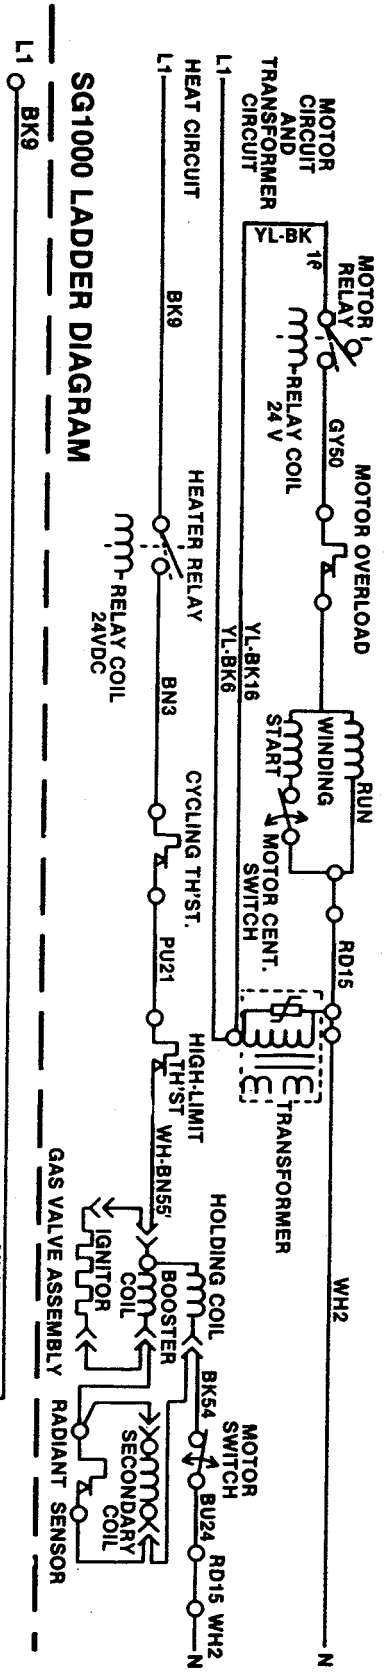 MOTOR
CIRCUIT
AND
TRANSFORMER
CIRCUIT
L1
YL-BK
16
MOTOR
RELAY
RELAY COIL
24 V
GY50
MOTOR OVERLOAD
YL-BK16
YL-BK6
RUN
WINDING
START
MOTOR CENT.
SWITCH
RD15
TRANSFORMER
WH2
N
HEAT CIRCUIT
L1
BK9
HEATER RELAY
RELAY COIL
24VDC
BN3
CYCLING TH'ST.
PU21
HIGH-LIMIT
TH'ST
WH-BN55'
HOLDING COIL
BOOSTER
COIL
IGNITOR
GAS VALVE ASSEMBLY
BK54
MOTOR
SWITCH
BU24
RD15
WH2
N
SECONDARY
COIL
RADIANT SENSOR
SG1000 LADDER DIAGRAM
L1
BK9